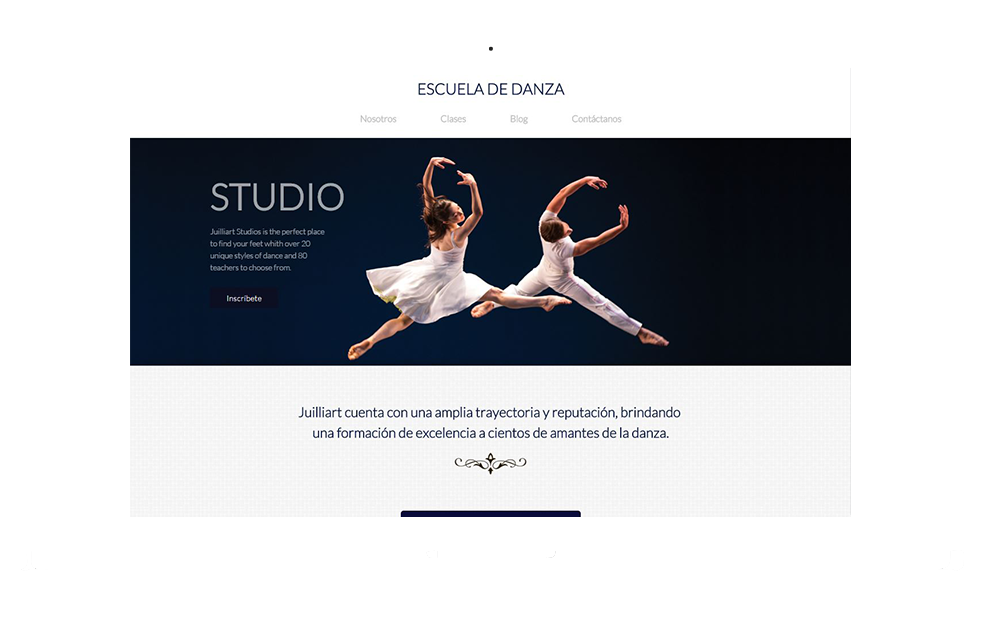 ESCUELA DE DANZA
Nosotros Clases Blog Contáctanos
STUDIO
Juilliart Studios is the perfect place
to find your feet whith over 20
unique styles of dance and 80
teachers to choose from.
Inscríbete
Juilliart cuenta con una amplia trayectoria y reputación, brindando
una formación de excelencia a cientos de amantes de la danza.